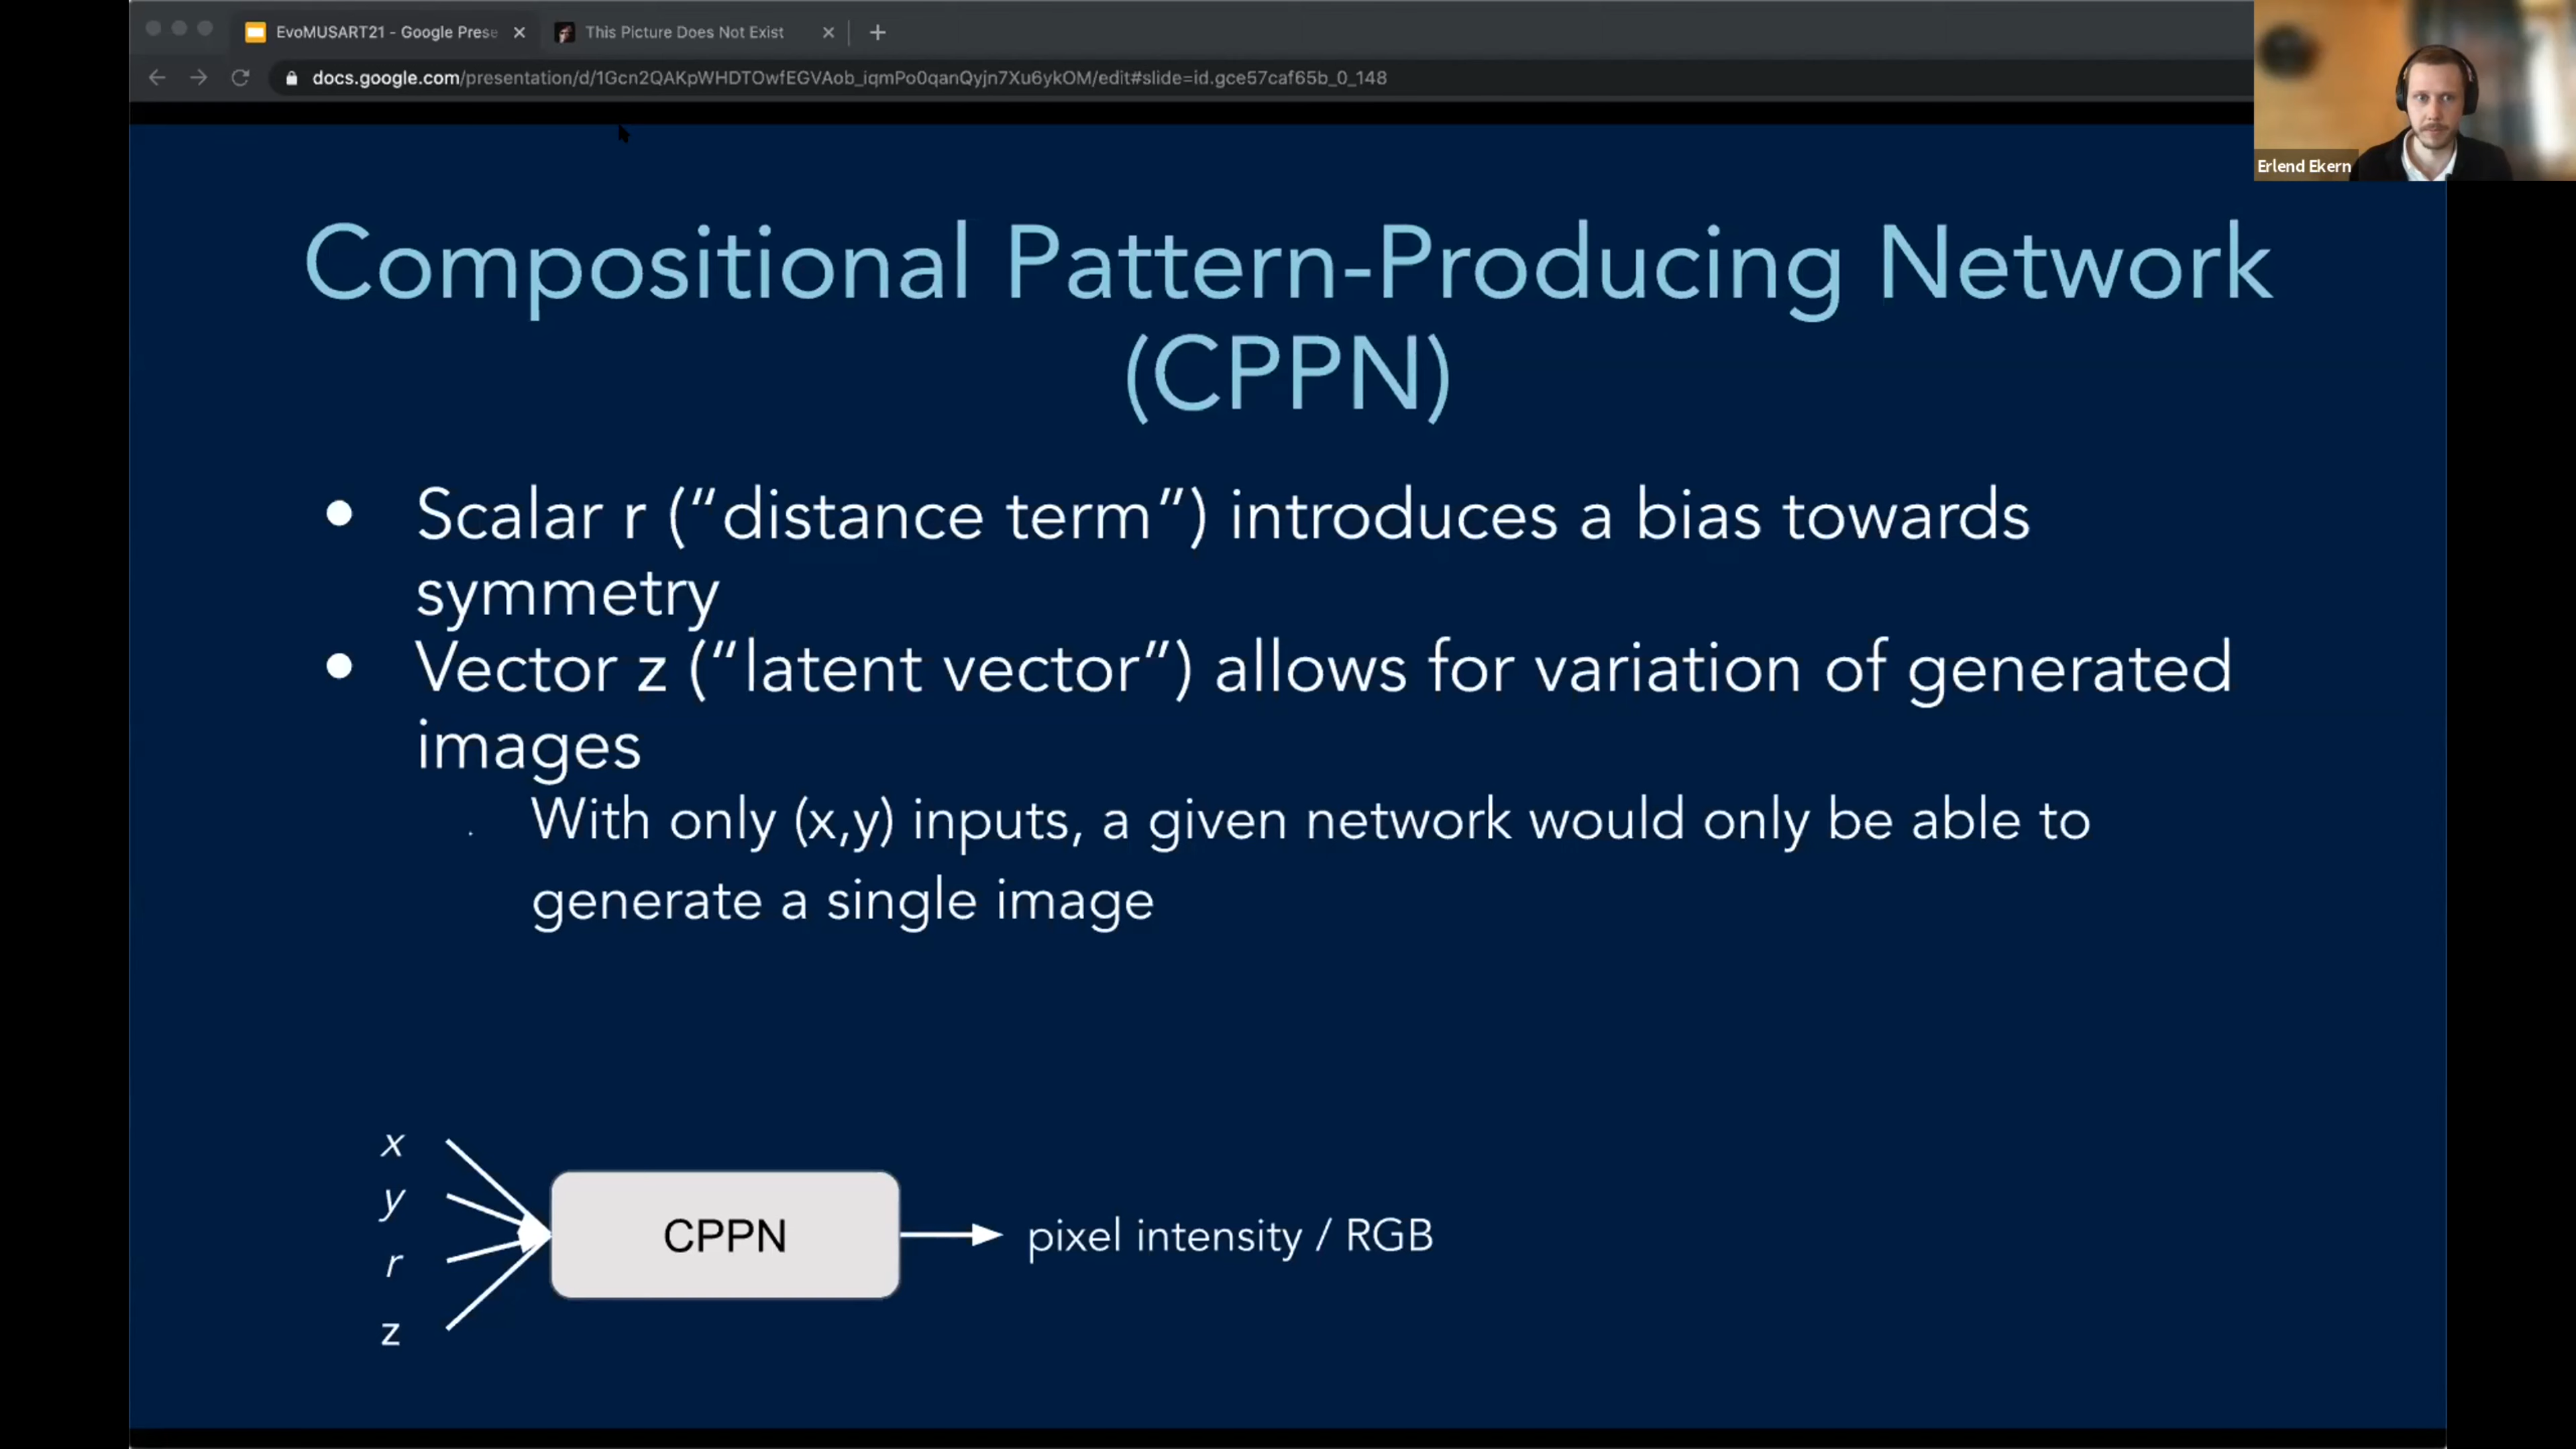 EvoMUSART21 - Google Prese
This Picture Does Not Exist
docs.google.com/presentation/d/1Gcn2QAKpWHDTOwfEGVAob_iqmPo0qanQyjn7Xu6ykOM/edit#slide=id.gce57caf65b_0_148
Erlend Ekern
Compositional Pattern-Producing Network
(CPPN)
• Scalar r (“distance term”) introduces a bias towards
symmetry
• Vector z (“latent vector”) allows for variation of generated
images
With only (x,y) inputs, a given network would only be able to
generate a single image
x
y
r
z
CPPN
pixel intensity / RGB